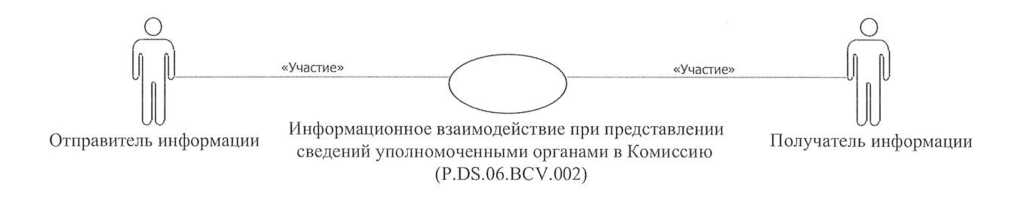 «Участие»
«Участие»
Отправитель информации
Информационное взаимодействие при представлении
сведений уполномоченными органами в Комиссию
(P.DS.06.BCV.002)
Получатель информации